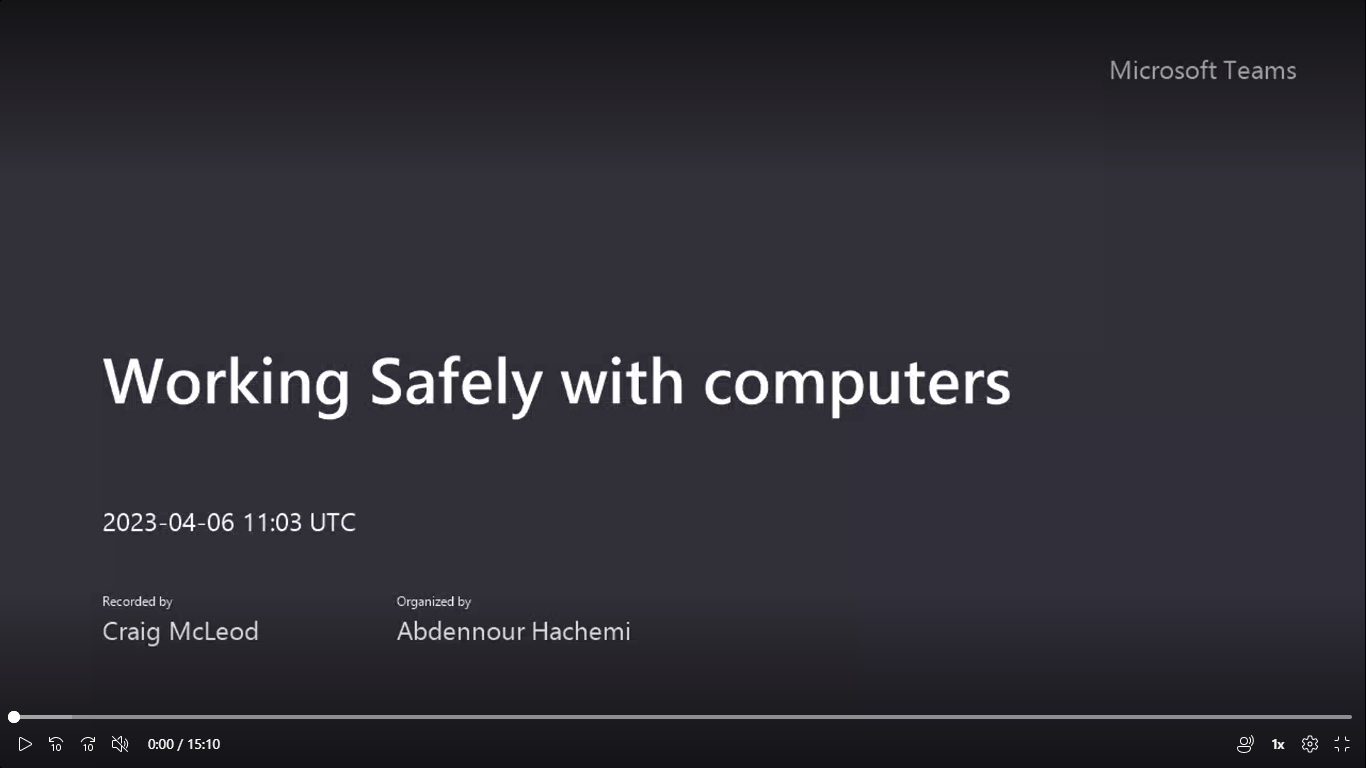 Microsoft Teams
Working Safely with computers
2023-04-06 11:03 UTC
Recorded by Organized by
Craig McLeod Abdennour Hachemi
10 10 0:00 / 15:10 1x